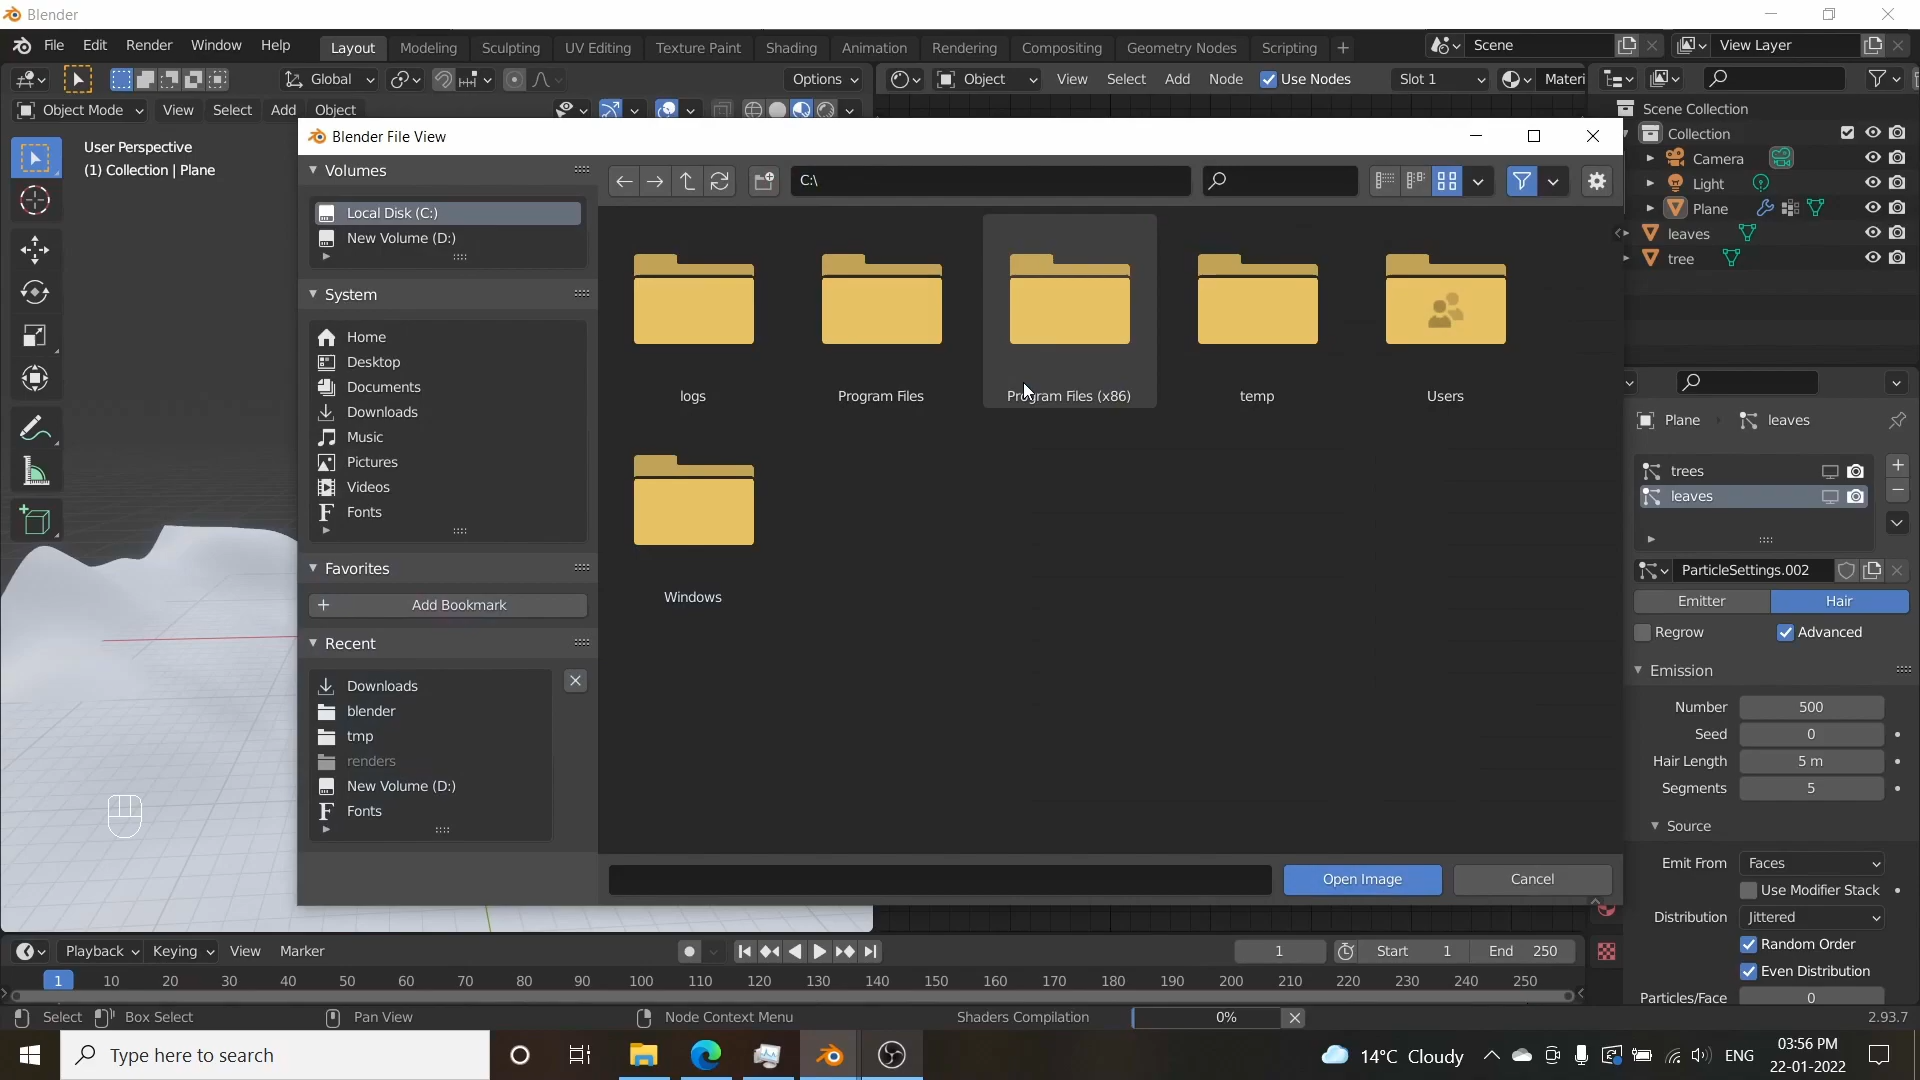 Blender
File Edit Render Window Help Layout Modeling Sculpting UV Editing Texture Paint Shading Animation Rendering Compositing Geometry Nodes Scripting + Scene View Layer
Global Options Object View Select Add Node Use Nodes Slot 1 Materi
Object Mode View Select Add Object
User Perspective
(1) Collection | Plane
Blender File View
Volumes
Local Disk (C:)
New Volume (D:)
C:\
System
Home
Desktop
Documents
Downloads
Music
Pictures
Videos
Fonts
Favorites
Add Bookmark
Recent
Downloads
blender
tmp
renders
New Volume (D:)
Fonts
logs
Program Files
Program Files (x86)
temp
Users
Windows
Open Image
Cancel
Scene Collection
Collection
Camera
Light
Plane
leaves
tree
Plane leaves
trees
leaves
ParticleSettings.002
Emitter Hair
Regrow Advanced
Emission
Number 500
Seed 0
Hair Length 5 m
Segments 5
Source
Emit From Faces
Use Modifier Stack
Distribution Jittered
Random Order
Even Distribution
Particles/Face 0
Playback Keying View Marker 1 Start 1 End 250
1 10 20 30 40 50 60 70 80 90 100 110 120 130 140 150 160 170 180 190 200 210 220 230 240 250
Select Box Select Pan View Node Context Menu Shaders Compilation 0% 2.93.7
Type here to search
14°C Cloudy
ENG
03:56 PM
22-01-2022